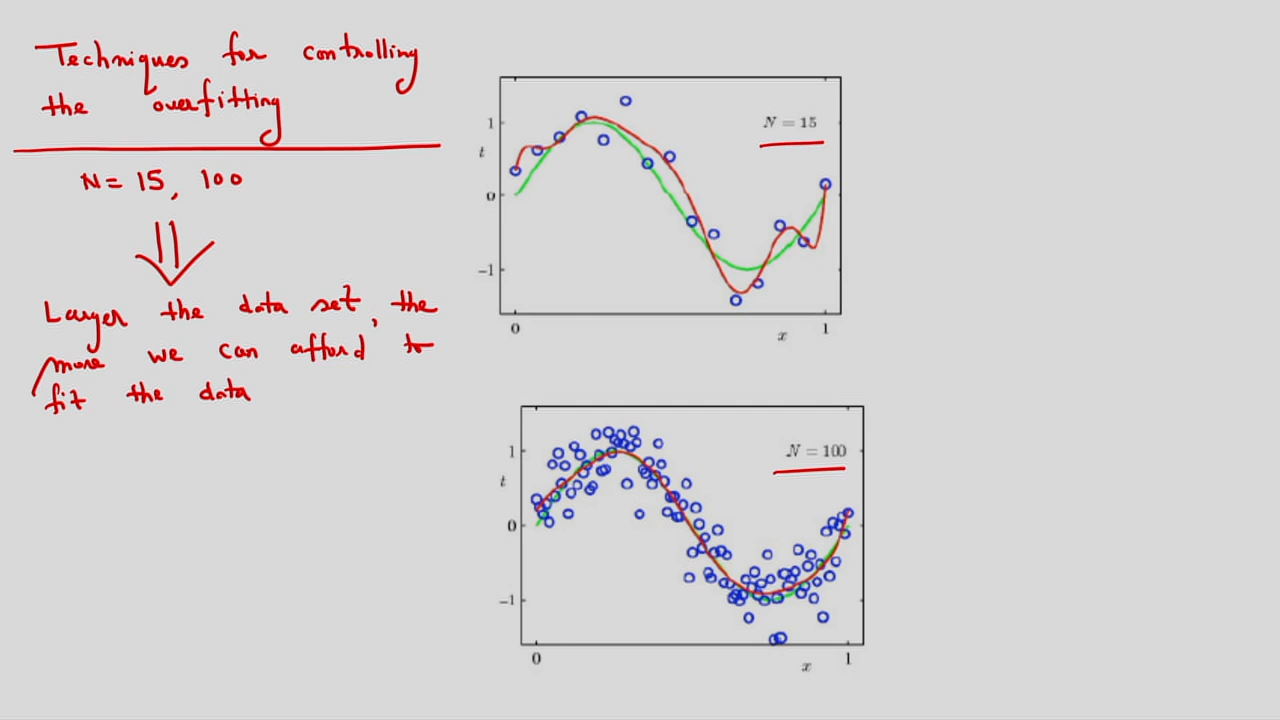 Techniques for controlling
the overfitting
N = 15, 100
Larger the data set, the
more we can afford to
fit the data
N = 15
1
t
0
-1
0
x
1
N = 100
1
t
0
-1
0
x
1